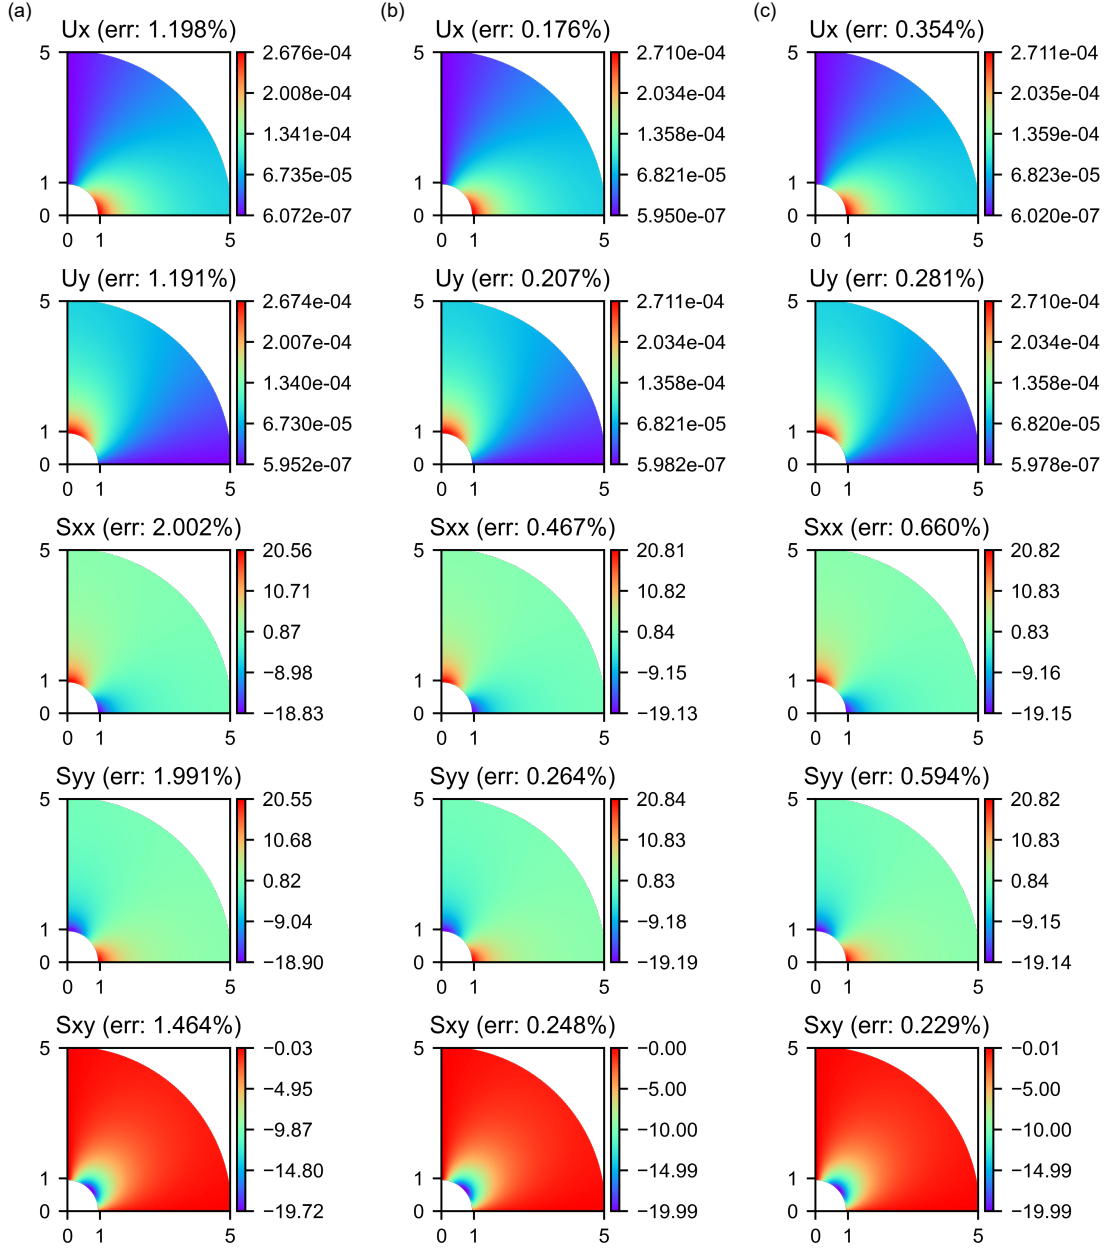 (a)
(b)
(c)
Ux (err: 1.198%)
5
1
0
0 1 5
2.676e-04
2.008e-04
1.341e-04
6.735e-05
6.072e-07
Ux (err: 0.176%)
5
1
0
0 1 5
2.710e-04
2.034e-04
1.358e-04
6.821e-05
5.950e-07
Ux (err: 0.354%)
5
1
0
0 1 5
2.711e-04
2.035e-04
1.359e-04
6.823e-05
6.020e-07
Uy (err: 1.191%)
5
1
0
0 1 5
2.674e-04
2.007e-04
1.340e-04
6.730e-05
5.952e-07
Uy (err: 0.207%)
5
1
0
0 1 5
2.711e-04
2.034e-04
1.358e-04
6.821e-05
5.982e-07
Uy (err: 0.281%)
5
1
0
0 1 5
2.710e-04
2.034e-04
1.358e-04
6.820e-05
5.978e-07
Sxx (err: 2.002%)
5
1
0
0 1 5
20.56
10.71
0.87
−8.98
−18.83
Sxx (err: 0.467%)
5
1
0
0 1 5
20.81
10.82
0.84
−9.15
−19.13
Sxx (err: 0.660%)
5
1
0
0 1 5
20.82
10.83
0.83
−9.16
−19.15
Syy (err: 1.991%)
5
1
0
0 1 5
20.55
10.68
0.82
−9.04
−18.90
Syy (err: 0.264%)
5
1
0
0 1 5
20.84
10.83
0.83
−9.18
−19.19
Syy (err: 0.594%)
5
1
0
0 1 5
20.82
10.83
0.84
−9.15
−19.14
Sxy (err: 1.464%)
5
1
0
0 1 5
−0.03
−4.95
−9.87
−14.80
−19.72
Sxy (err: 0.248%)
5
1
0
0 1 5
−0.00
−5.00
−10.00
−14.99
−19.99
Sxy (err: 0.229%)
5
1
0
0 1 5
−0.01
−5.00
−10.00
−14.99
−19.99